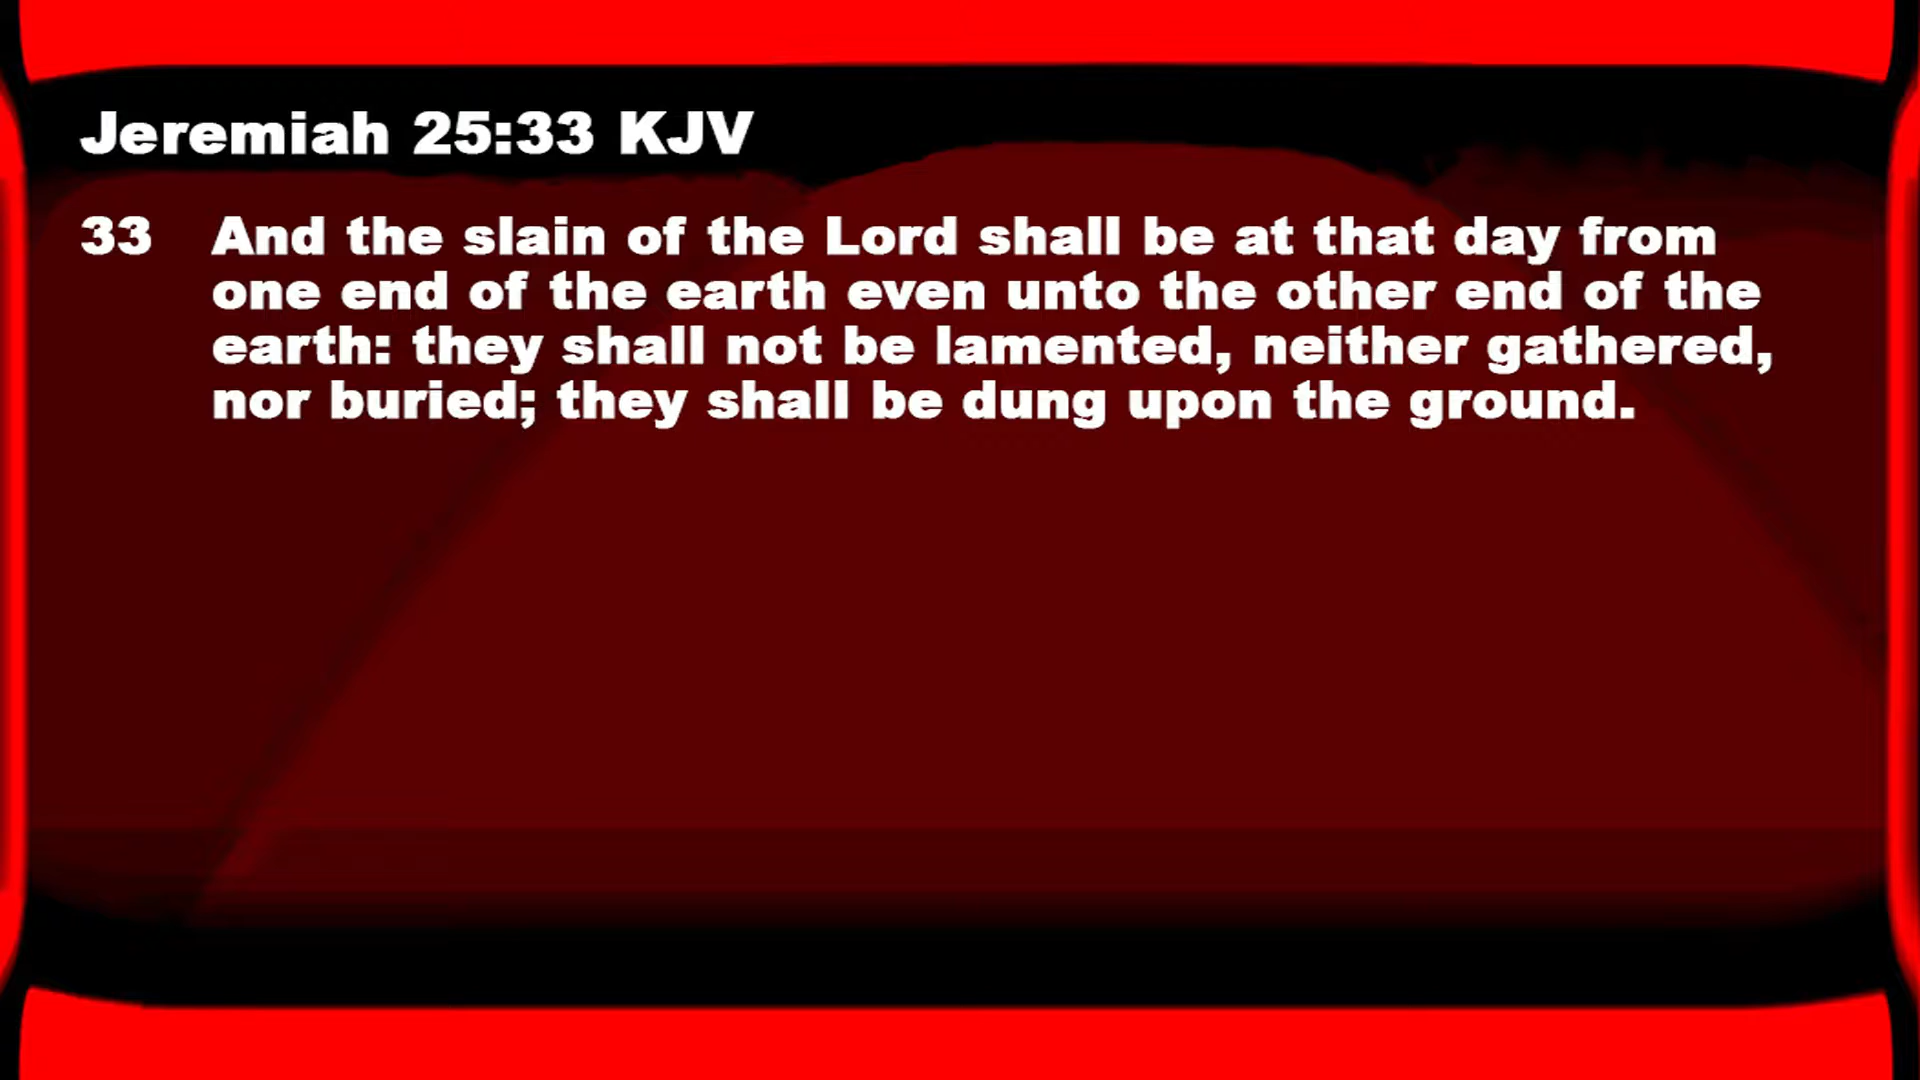 Jeremiah 25:33 KJV
33 And the slain of the Lord shall be at that day from
one end of the earth even unto the other end of the
earth: they shall not be lamented, neither gathered,
nor buried; they shall be dung upon the ground.